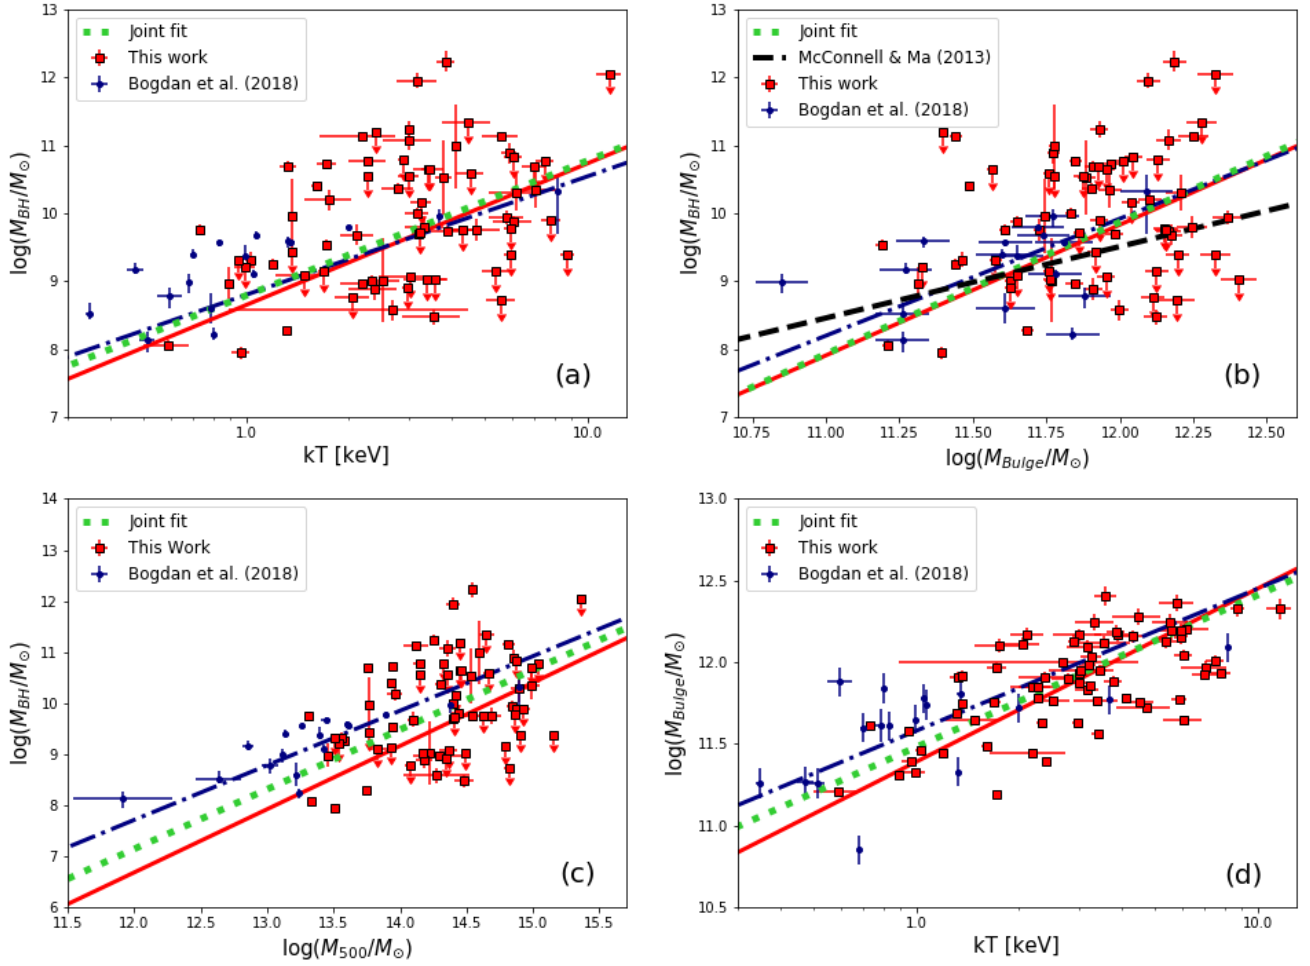 13
12
11
10
9
8
7
log(M_BH/M_⊙)
Joint fit
This work
Bogdan et al. (2018)
(a)
1.0
10.0
kT [keV]
13
12
11
10
9
8
7
log(M_BH/M_⊙)
Joint fit
McConnell & Ma (2013)
This work
Bogdan et al. (2018)
(b)
10.75 11.00 11.25 11.50 11.75 12.00 12.25 12.50
log(M_Bulge/M_⊙)
14
13
12
11
10
9
8
7
6
log(M_BH/M_⊙)
Joint fit
This Work
Bogdan et al. (2018)
(c)
11.5 12.0 12.5 13.0 13.5 14.0 14.5 15.0 15.5
log(M_500/M_⊙)
13.0
12.5
12.0
11.5
11.0
10.5
log(M_Bulge/M_⊙)
Joint fit
This work
Bogdan et al. (2018)
(d)
1.0
10.0
kT [keV]